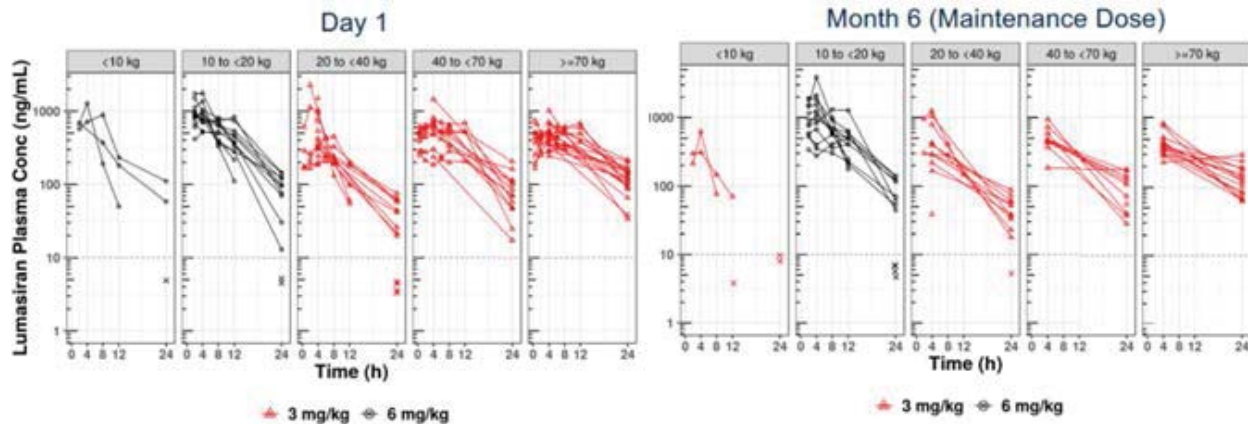 Day 1
Month 6 (Maintenance Dose)
<10 kg 10 to <20 kg 20 to <40 kg 40 to <70 kg >=70 kg
<10 kg 10 to <20 kg 20 to <40 kg 40 to <70 kg >=70 kg
Lumasiran Plasma Conc (ng/mL)
1000
100
10
1
1000
100
10
1
0 4 8 12 24 0 4 8 12 24 0 4 8 12 24 0 4 8 12 24 0 4 8 12 24
0 4 8 12 24 0 4 8 12 24 0 4 8 12 24 0 4 8 12 24 0 4 8 12 24
Time (h)
Time (h)
3 mg/kg 6 mg/kg
3 mg/kg 6 mg/kg